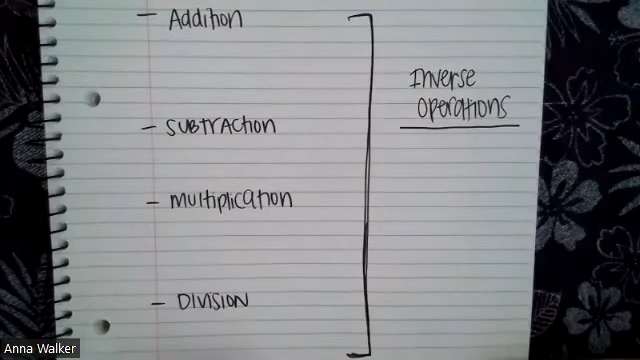 - Addition
- SUBTRACTION
- Multiplication
- DIVISION
Inverse
Operations
Anna Walker